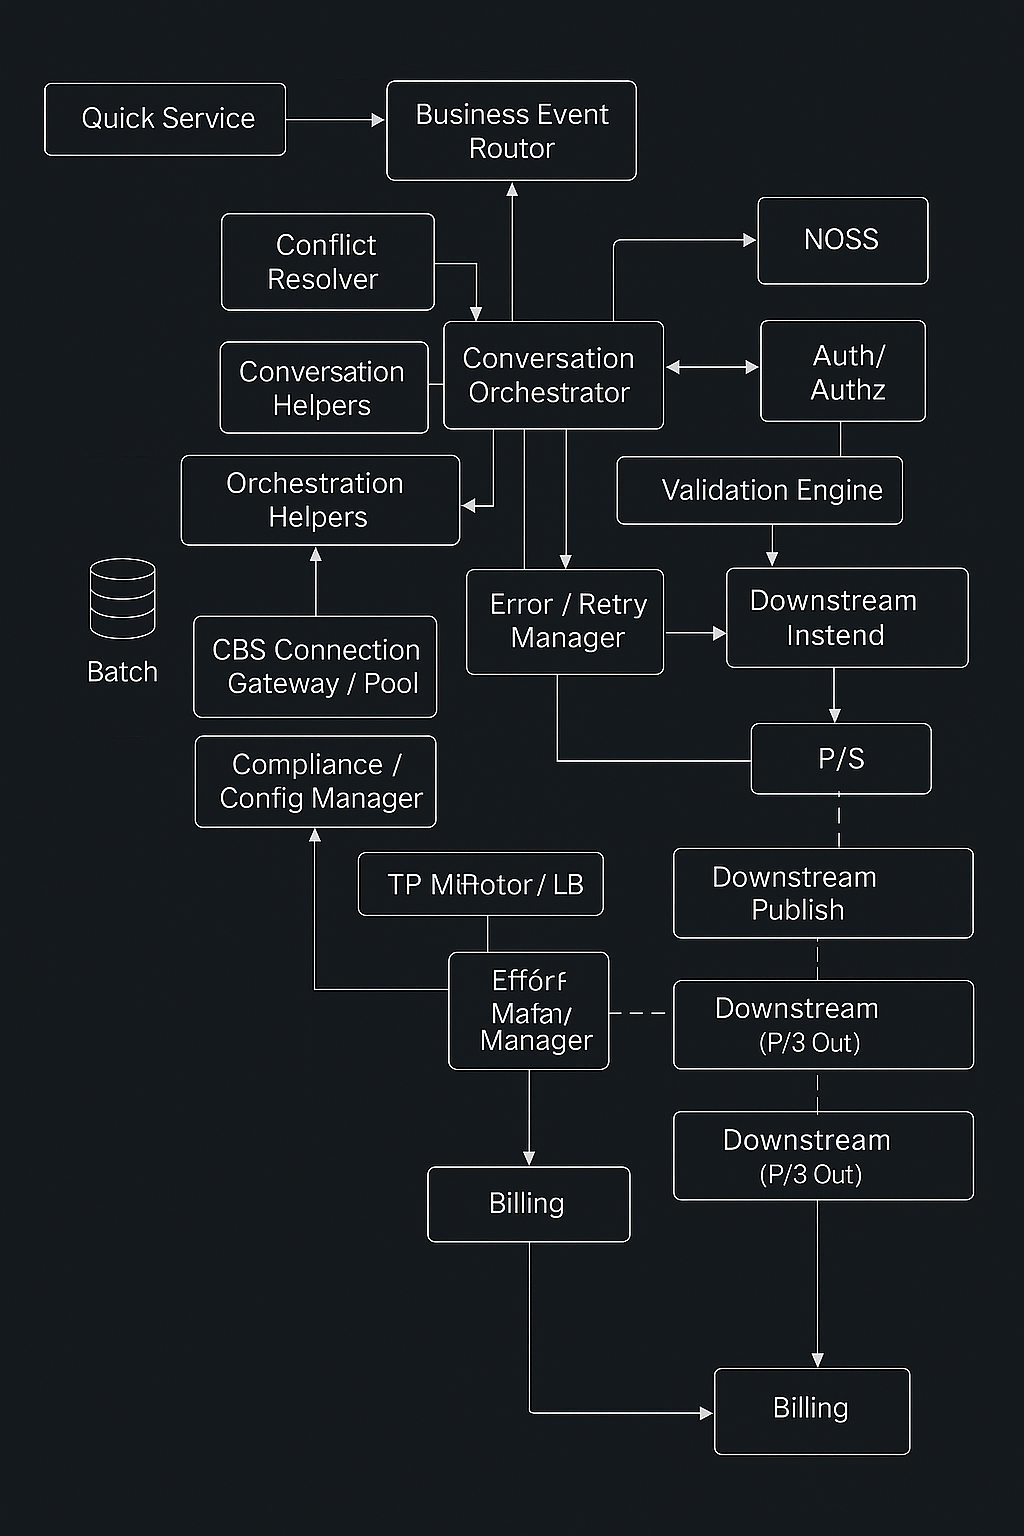 Quick Service
Business Event
Routor
Conflict
Resolver
NOSS
Conversation
Helpers
Conversation
Orchestrator
Auth/
Authz
Orchestration
Helpers
Validation Engine
Batch
CBS Connection
Gateway / Pool
Error / Retry
Manager
Downstream
Instend
Compliance /
Config Manager
P/S
TP / LB
Downstream
Publish
Manager
Downstream
(P/3 Out)
Downstream
(P/3 Out)
Billing
Billing